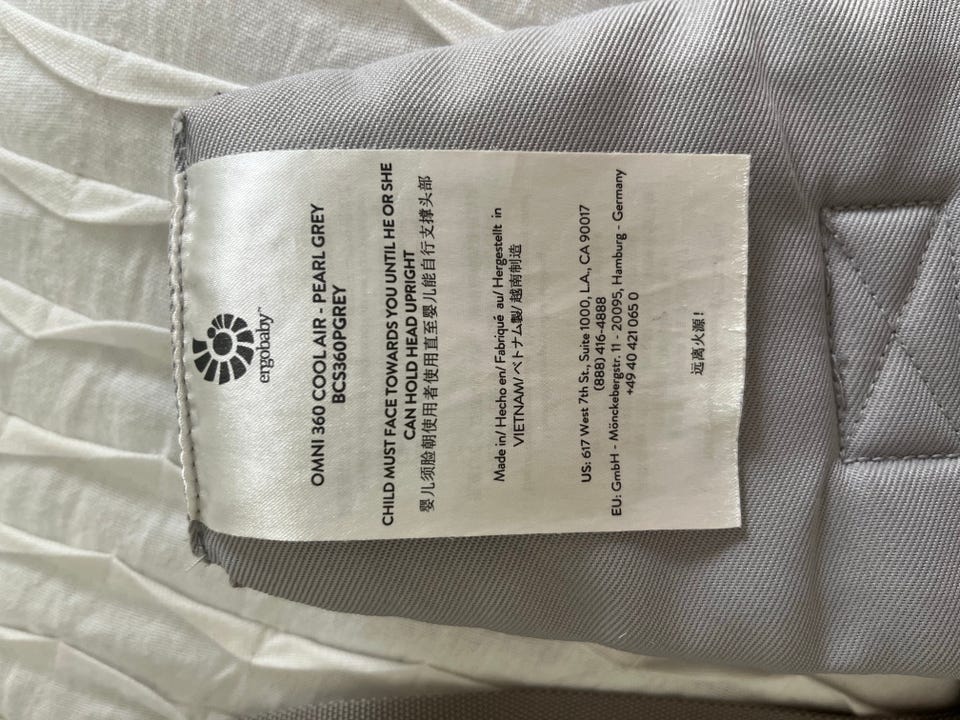 ergobaby™
OMNI 360 COOL AIR - PEARL GREY
BCS360PGREY
CHILD MUST FACE TOWARDS YOU UNTIL HE OR SHE
CAN HOLD HEAD UPRIGHT
婴儿须脸朝使用者使用直至婴儿能自行支撑头部
Made in/ Hecho en/ Fabriqué au/ Hergestellt in
VIETNAM/ベトナム製/越南制造
US: 617 West 7th St., Suite 1000, L.A., CA 90017
(888) 416-4888
EU: GmbH - Mönckebergstr. 11 - 20095, Hamburg - Germany
+49 40 421 065 0
远离火源!